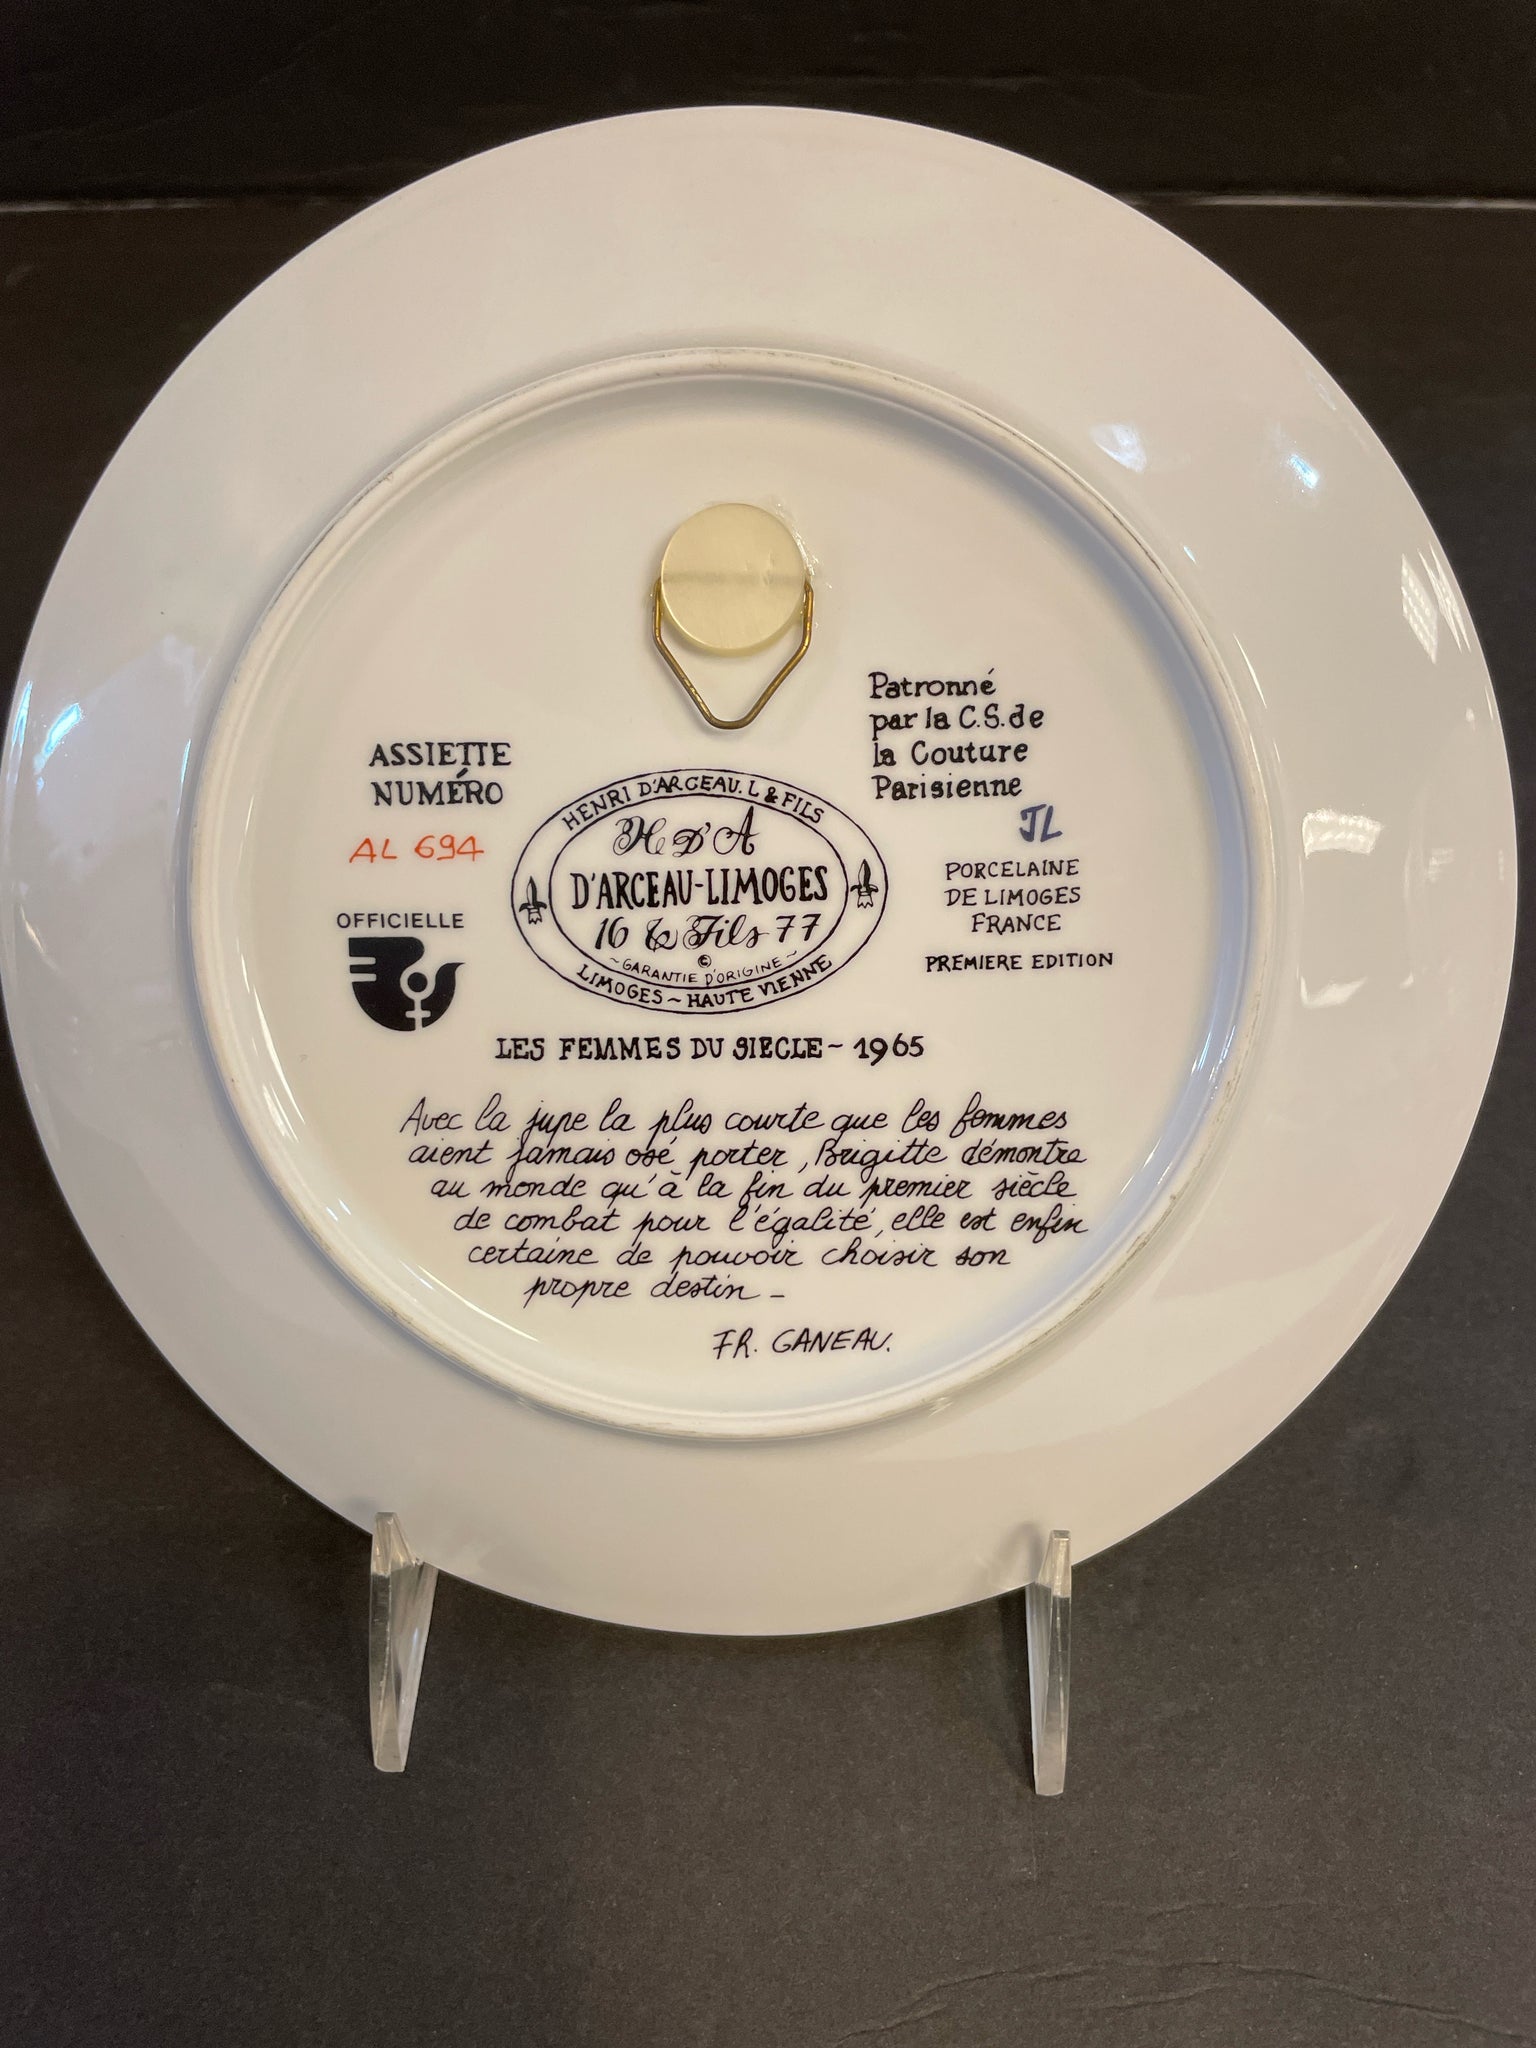 Patronné
par la C.S. de
la Couture
Parisienne
JL
ASSIETTE
NUMÉRO
AL 694
OFFICIELLE
HENRI D'ARCEAU. L & FILS
H D'A
D'ARCEAU-LIMOGES
16 & Fils 77
©
~GARANTIE D'ORIGINE~
LIMOGES ~ HAUTE VIENNE
PORCELAINE
DE LIMOGES
FRANCE
PREMIERE EDITION
LES FEMMES DU SIECLE ~ 1965
Avec la jupe la plus courte que les femmes
aient jamais osé porter, Brigitte démontre
au monde qu'à la fin du premier siècle
de combat pour l'égalité, elle est enfin
certaine de pouvoir choisir son
propre destin _
FR. GANEAU.